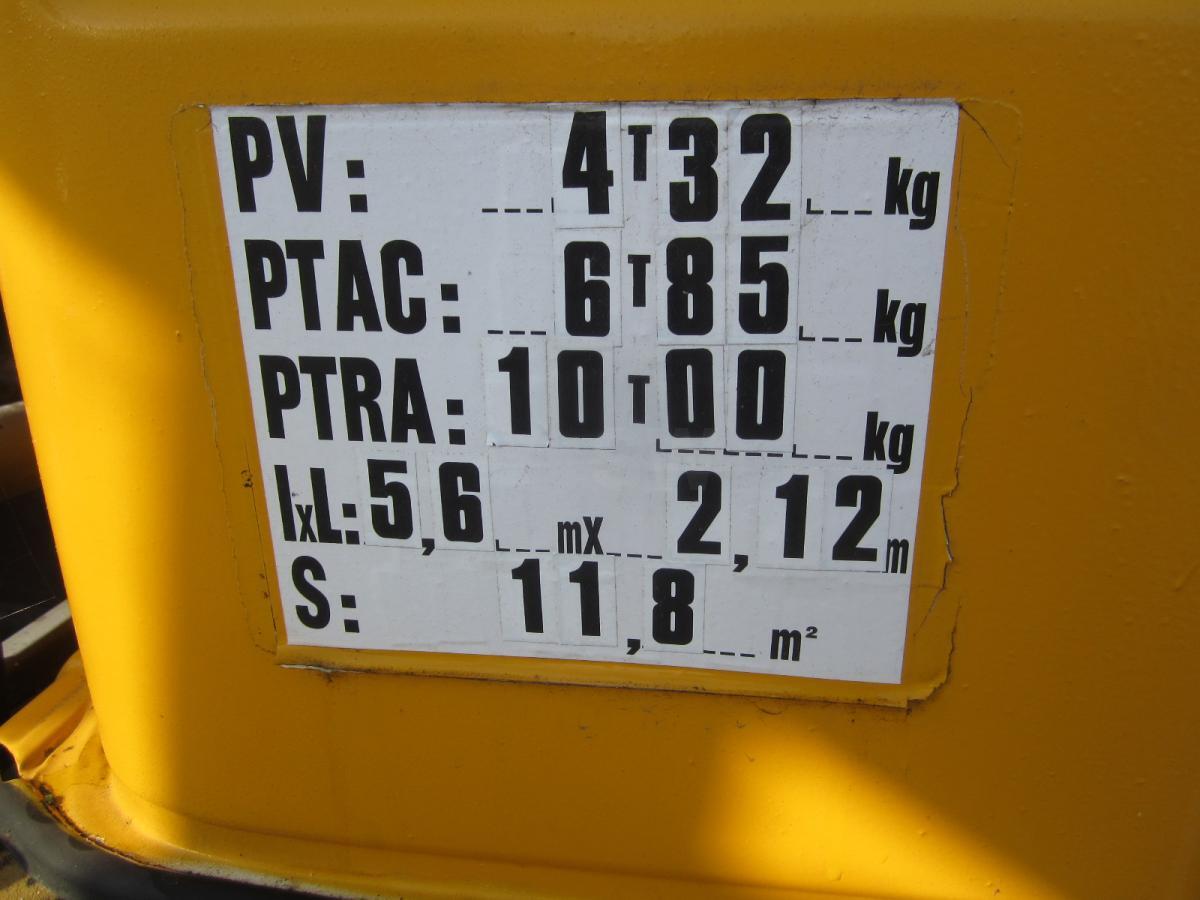 PV: 4T32 kg
PTAC: 6T85 kg
PTRA: 10T00 kg
lxL: 5,6 mX 2,12 m
S: 11,8 m²